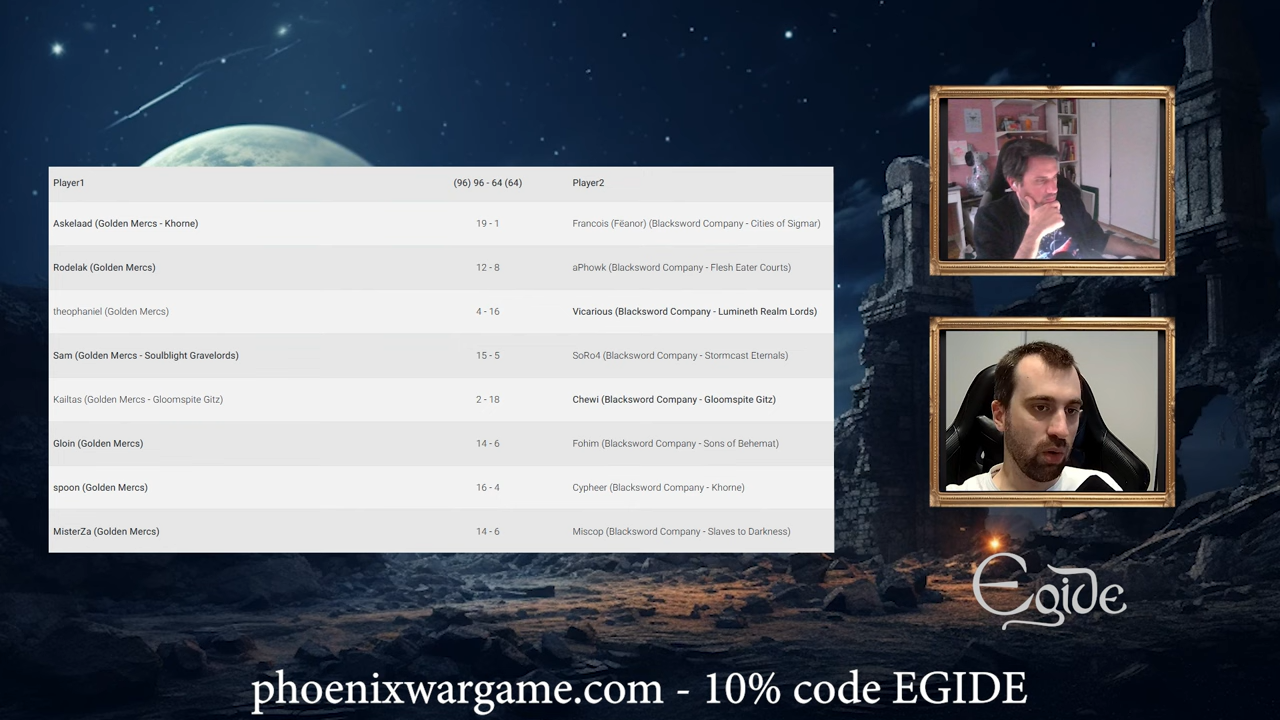 Player1 (96) 96 - 64 (64) Player2
Askelaad (Golden Mercs - Khorne) 19 - 1 Francois (Fëanor) (Blacksword Company - Cities of Sigmar)
Rodelak (Golden Mercs) 12 - 8 aPhowk (Blacksword Company - Flesh Eater Courts)
theophaniel (Golden Mercs) 4 - 16 Vicarious (Blacksword Company - Lumineth Realm Lords)
Sam (Golden Mercs - Soulblight Gravelords) 15 - 5 SoRo4 (Blacksword Company - Stormcast Eternals)
Kailtas (Golden Mercs - Gloomspite Gitz) 2 - 18 Chewi (Blacksword Company - Gloomspite Gitz)
Gloin (Golden Mercs) 14 - 6 Fohim (Blacksword Company - Sons of Behemat)
spoon (Golden Mercs) 16 - 4 Cypheer (Blacksword Company - Khorne)
MisterZa (Golden Mercs) 14 - 6 Miscop (Blacksword Company - Slaves to Darkness)
Egide
phoenixwargame.com - 10% code EGIDE